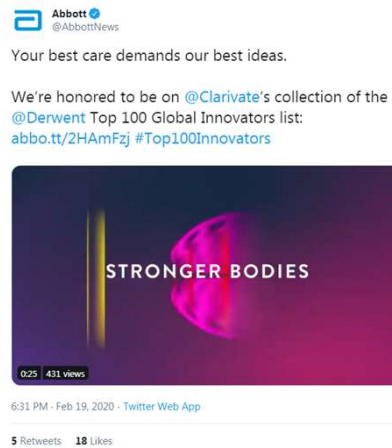 Abbott
@AbbottNews
Your best care demands our best ideas.
We're honored to be on @Clarivate's collection of the
@Derwent Top 100 Global Innovators list:
abbo.tt/2HAmFzj #Top100Innovators
STRONGER BODIES
0:25 431 views
6:31 PM · Feb 19, 2020 · Twitter Web App
5 Retweets 18 Likes